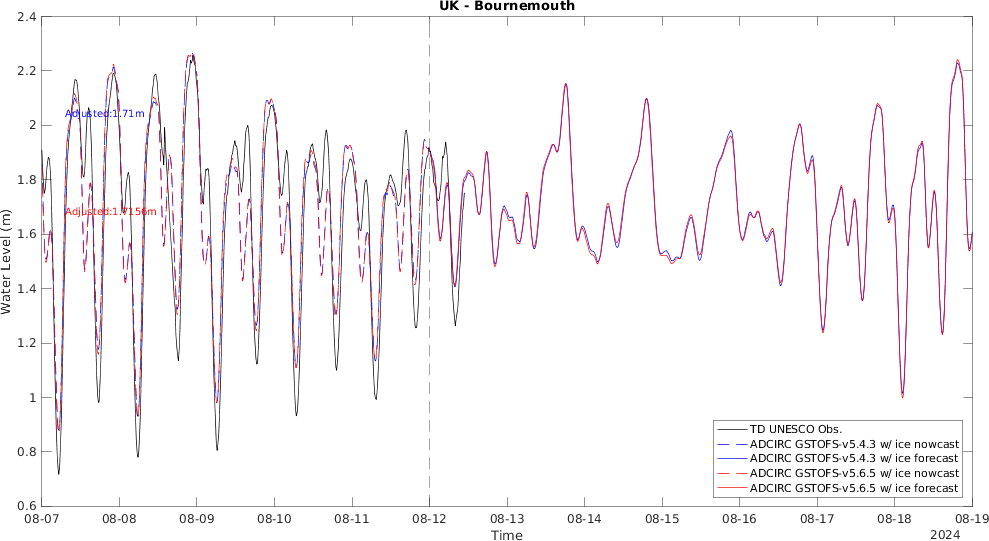 UK - Bournemouth
2.4
2.2
2
1.8
1.6
1.4
1.2
1
0.8
0.6
Water Level (m)
Adjusted:1.71m
Adjusted:1.7156m
TD UNESCO Obs.
ADCIRC GSTOFS-v5.4.3 w/ ice nowcast
ADCIRC GSTOFS-v5.4.3 w/ ice forecast
ADCIRC GSTOFS-v5.6.5 w/ ice nowcast
ADCIRC GSTOFS-v5.6.5 w/ ice forecast
08-07 08-08 08-09 08-10 08-11 08-12 08-13 08-14 08-15 08-16 08-17 08-18 08-19
Time
2024